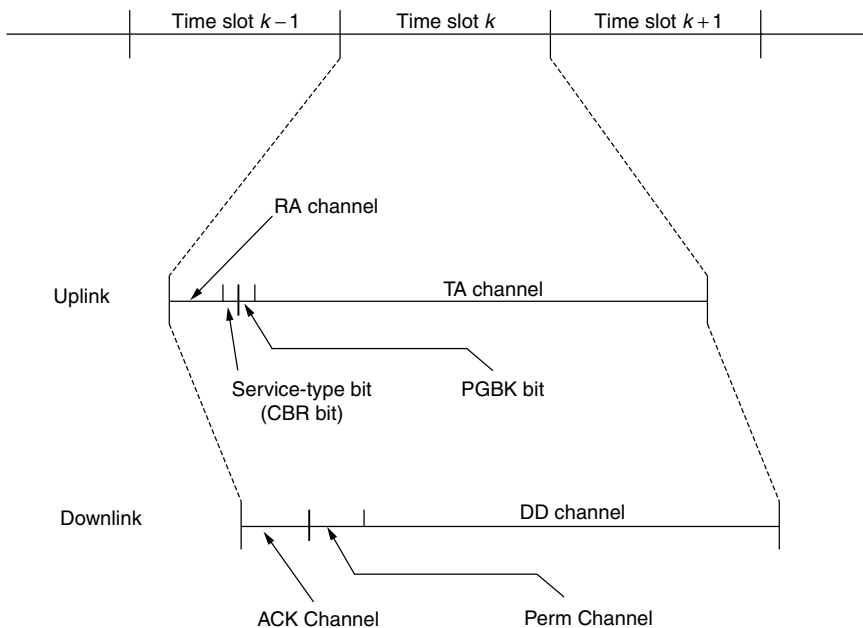 Time slot k – 1
Time slot k
Time slot k + 1
RA channel
Uplink
TA channel
Service-type bit
(CBR bit)
PGBK bit
Downlink
DD channel
ACK Channel
Perm Channel